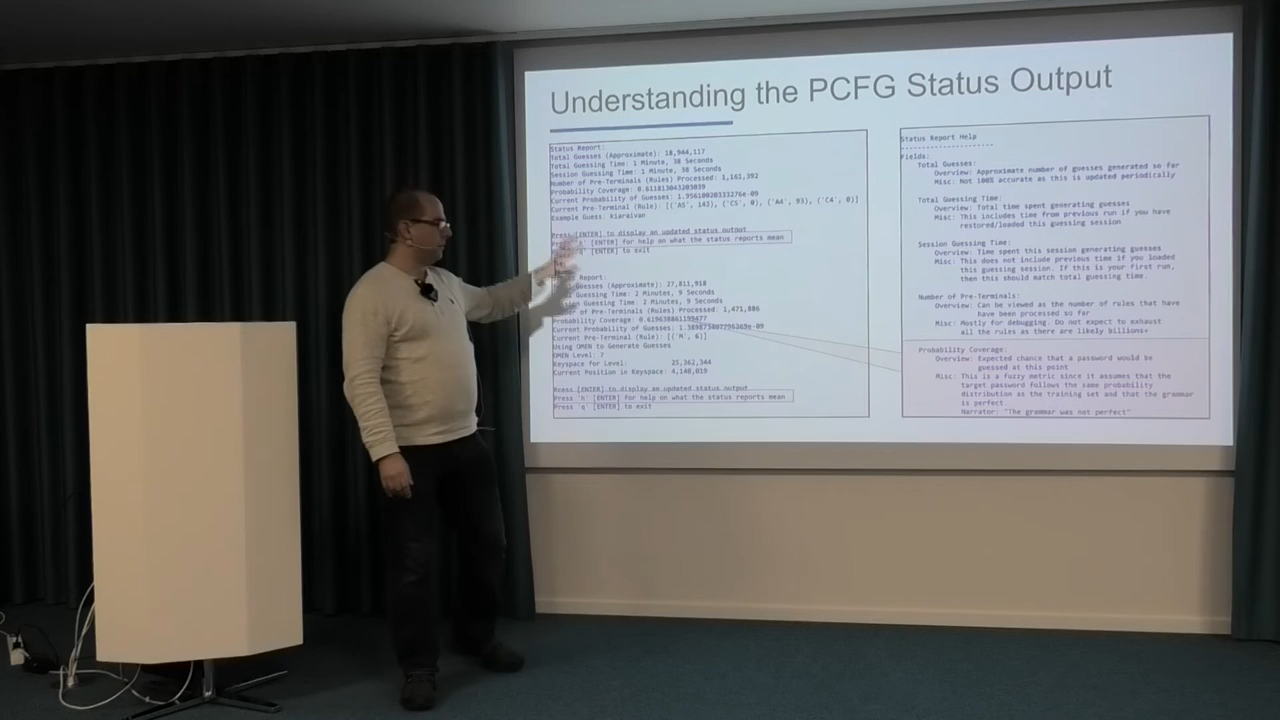 Understanding the PCFG Status Output
Status Report:
Total Guesses (Approximate): 18,944,117
Total Guessing Time: 1 Minute, 38 Seconds
Session Guessing Time: 1 Minute, 38 Seconds
Number of Pre-Terminals (Rules) Processed: 1,161,392
Probability Coverage: 0.611813043203039
Current Probability of Guesses: 1.9561002033276e-09
Current Pre-Terminal (Rule): [('A5', 143), ('C5', 0), ('A4', 93), ('C4', 0)]
Example Guess: kiaraivan
Press [ENTER] to display an updated status output
'h' [ENTER] for help on what the status reports mean
[ENTER] to exit
Report:
Guesses (Approximate): 27,811,918
Guessing Time: 2 Minutes, 9 Seconds
Guessing Time: 2 Minutes, 9 Seconds
of Pre-Terminals (Rules) Processed: 1,471,886
Probability Coverage: 0.619638861199477
Current Probability of Guesses:
Current Pre-Terminal (Rule): [('M', 6)]
Using OMEN to Generate Guesses
OMEN Level: 7
Keyspace for Level: 25,362,344
Current Position in Keyspace: 4,148,019
Press [ENTER] to display an updated status output
Press 'h' [ENTER] for help on what the status reports mean
Press 'q' [ENTER] to exit
Status Report Help
---------------------
Fields:
Total Guesses:
Overview: Approximate number of guesses generated so far
Misc: Not 100% accurate as this is updated periodically
Total Guessing Time:
Overview: Total time spent generating guesses
Misc: This includes time from previous run if you have
restored/loaded this guessing session
Session Guessing Time:
Overview: Time spent this session generating guesses
Misc: This does not include previous time if you loaded
this guessing session. If this is your first run,
then this should match total guessing time.
Number of Pre-Terminals:
Overview: Can be viewed as the number of rules that have
have been processed so far
Misc: Mostly for debugging. Do not expect to exhaust
all the rules as there are likely billions+
Probability Coverage:
Overview: Expected chance that a password would be
guessed at this point
Misc: This is a fuzzy metric since it assumes that the
target password follows the same probability
distribution as the training set and that the grammar
is perfect.
Narrator: "The grammar was not perfect"